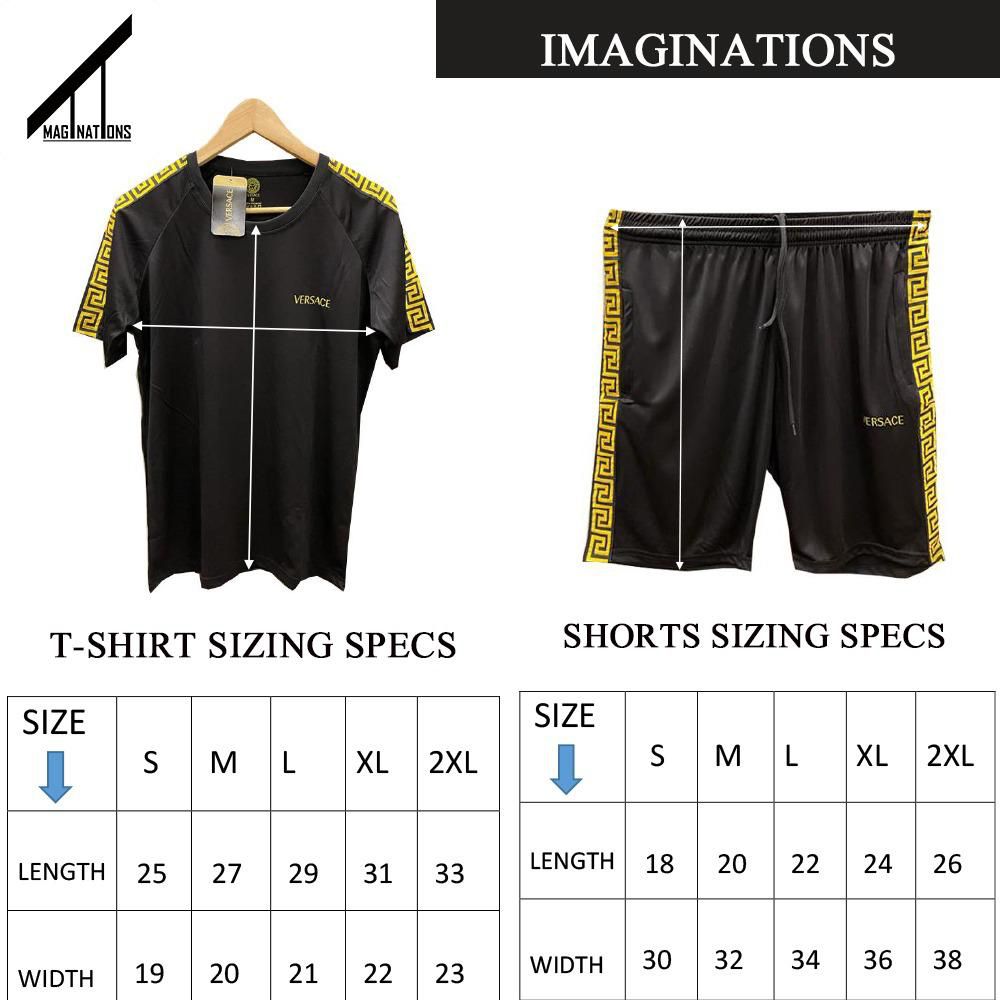 IMAGINATIONS
MAGINATIONS
VERSACE
M
VERSACE
VERSACE
T-SHIRT SIZING SPECS
SHORTS SIZING SPECS
SIZE S M L XL 2XL
LENGTH 25 27 29 31 33
WIDTH 19 20 21 22 23
SIZE S M L XL 2XL
LENGTH 18 20 22 24 26
WIDTH 30 32 34 36 38